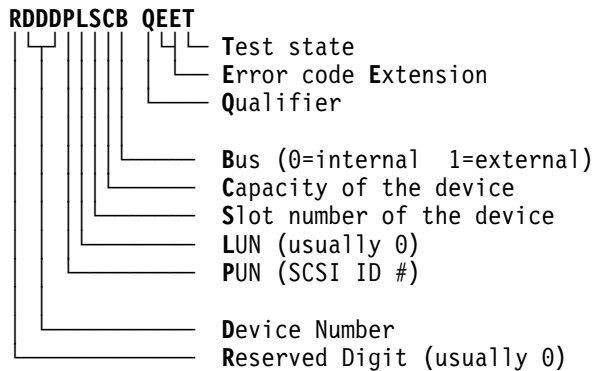 RDDDPLSCB QEET
Test state
Error code Extension
Qualifier
Bus (0=internal 1=external)
Capacity of the device
Slot number of the device
LUN (usually 0)
PUN (SCSI ID #)
Device Number
Reserved Digit (usually 0)